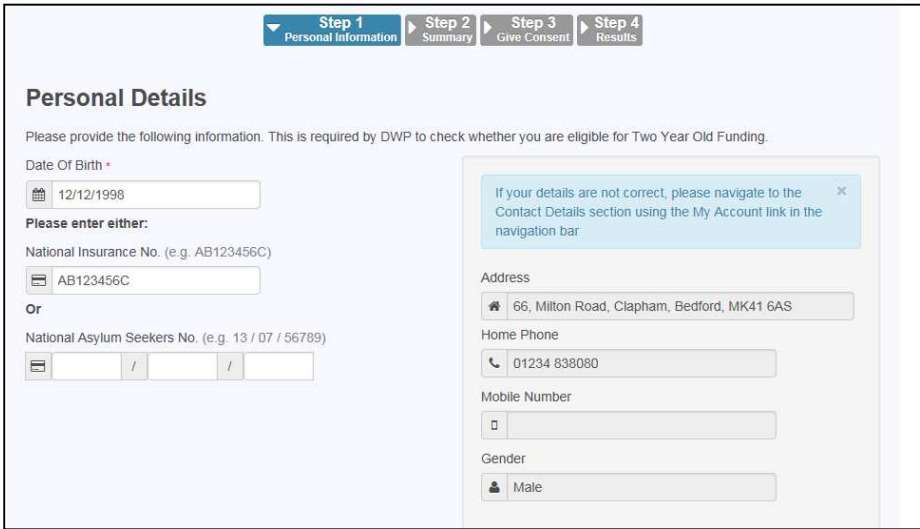 Step 1
Personal Information
Step 2
Summary
Step 3
Give Consent
Step 4
Results
Personal Details
Please provide the following information. This is required by DWP to check whether you are eligible for Two Year Old Funding.
Date Of Birth *
12/12/1998
Please enter either:
National Insurance No. (e.g. AB123456C)
AB123456C
Or
National Asylum Seekers No. (e.g. 13 / 07 / 56789)
/ /
If your details are not correct, please navigate to the ×
Contact Details section using the My Account link in the
navigation bar
Address
66, Milton Road, Clapham, Bedford, MK41 6AS
Home Phone
01234 838080
Mobile Number
Gender
Male